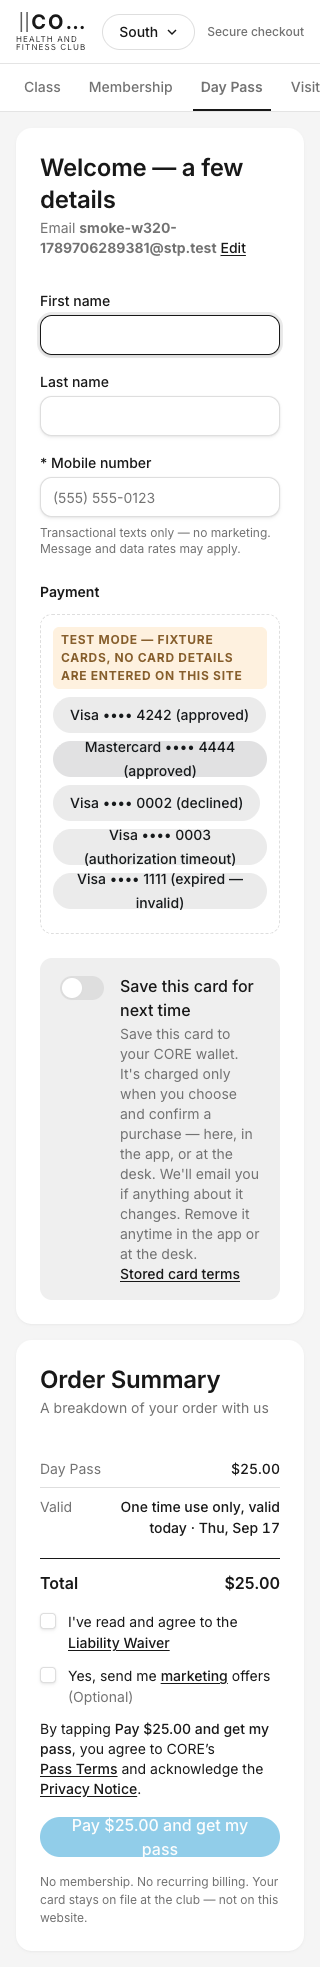 ||CO...
HEALTH AND
FITNESS CLUB
South
Secure checkout
Class
Membership
Day Pass
Visit
Welcome — a few
details
Email smoke-w320-
1789706289381@stp.test Edit
First name
Last name
* Mobile number
(555) 555-0123
Transactional texts only — no marketing.
Message and data rates may apply.
Payment
TEST MODE — FIXTURE
CARDS, NO CARD DETAILS
ARE ENTERED ON THIS SITE
Visa •••• 4242 (approved)
Mastercard •••• 4444
(approved)
Visa •••• 0002 (declined)
Visa •••• 0003
(authorization timeout)
Visa •••• 1111 (expired —
invalid)
Save this card for
next time
Save this card to
your CORE wallet.
It's charged only
when you choose
and confirm a
purchase — here, in
the app, or at the
desk. We'll email you
if anything about it
changes. Remove it
anytime in the app or
at the desk.
Stored card terms
Order Summary
A breakdown of your order with us
Day Pass $25.00
Valid One time use only, valid
today · Thu, Sep 17
Total $25.00
I've read and agree to the
Liability Waiver
Yes, send me marketing offers
(Optional)
By tapping Pay $25.00 and get my
pass, you agree to CORE’s
Pass Terms and acknowledge the
Privacy Notice.
Pay $25.00 and get my
pass
No membership. No recurring billing. Your
card stays on file at the club — not on this
website.